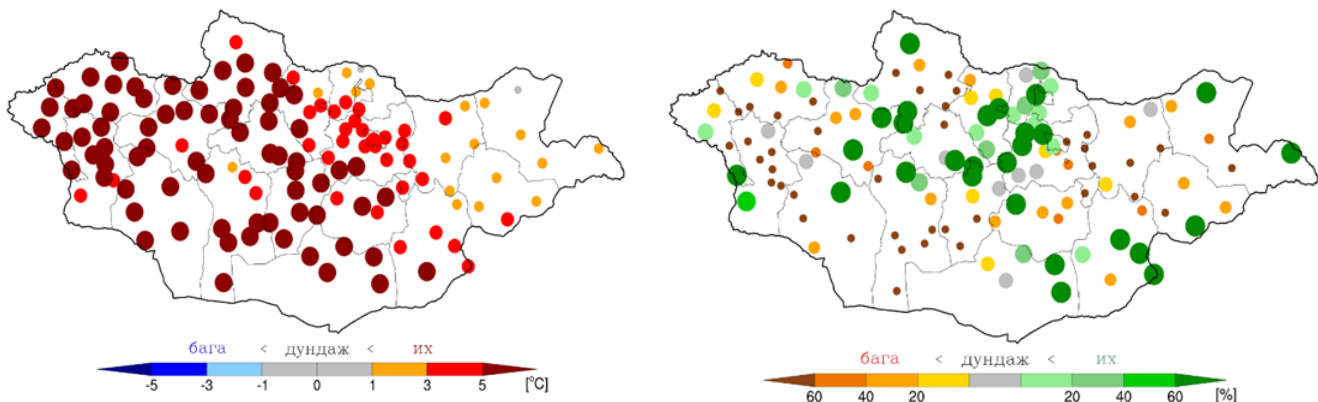 бага < дундаж < их
-5 -3 -1 0 1 3 5 [°C]
бага < дундаж < их
60 40 20 20 40 60 [%]